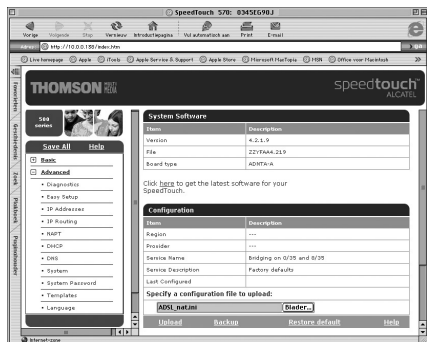 SpeedTouch 570: 0345EG90J
Vorige Volgende Stop Vernieuw Introductiepagina Vul automatisch aan Print E-mail
Adres: http://10.0.0.138/index.htm
Live homepage Apple iTools Apple Service & Support Apple Store Microsoft MacTopia MSN Office voor Macintosh
Favorieten
Geschiedenis
Zoek
Plakboek
Paginahouder
THOMSON MULTI MEDIA
speedtouch™
ALCATEL
500 series
Save All Help
Basic
Advanced
• Diagnostics
• Easy Setup
• IP Addresses
• IP Routing
• NAPT
• DHCP
• DNS
• System
• System Password
• Templates
• Language
System Software
Item Description
Version 4.2.1.9
File ZZYFAA4.219
Board type ADNTA-A
Click here to get the latest software for your
SpeedTouch.
Configuration
Item Description
Region ---
Provider ---
Service Name Bridging on 0/35 and 8/35
Service Description Factory defaults
Last Configured
Specify a configuration file to upload:
ADSL_nat.ini Blader...
Upload Backup Restore default Help
Internet-zone